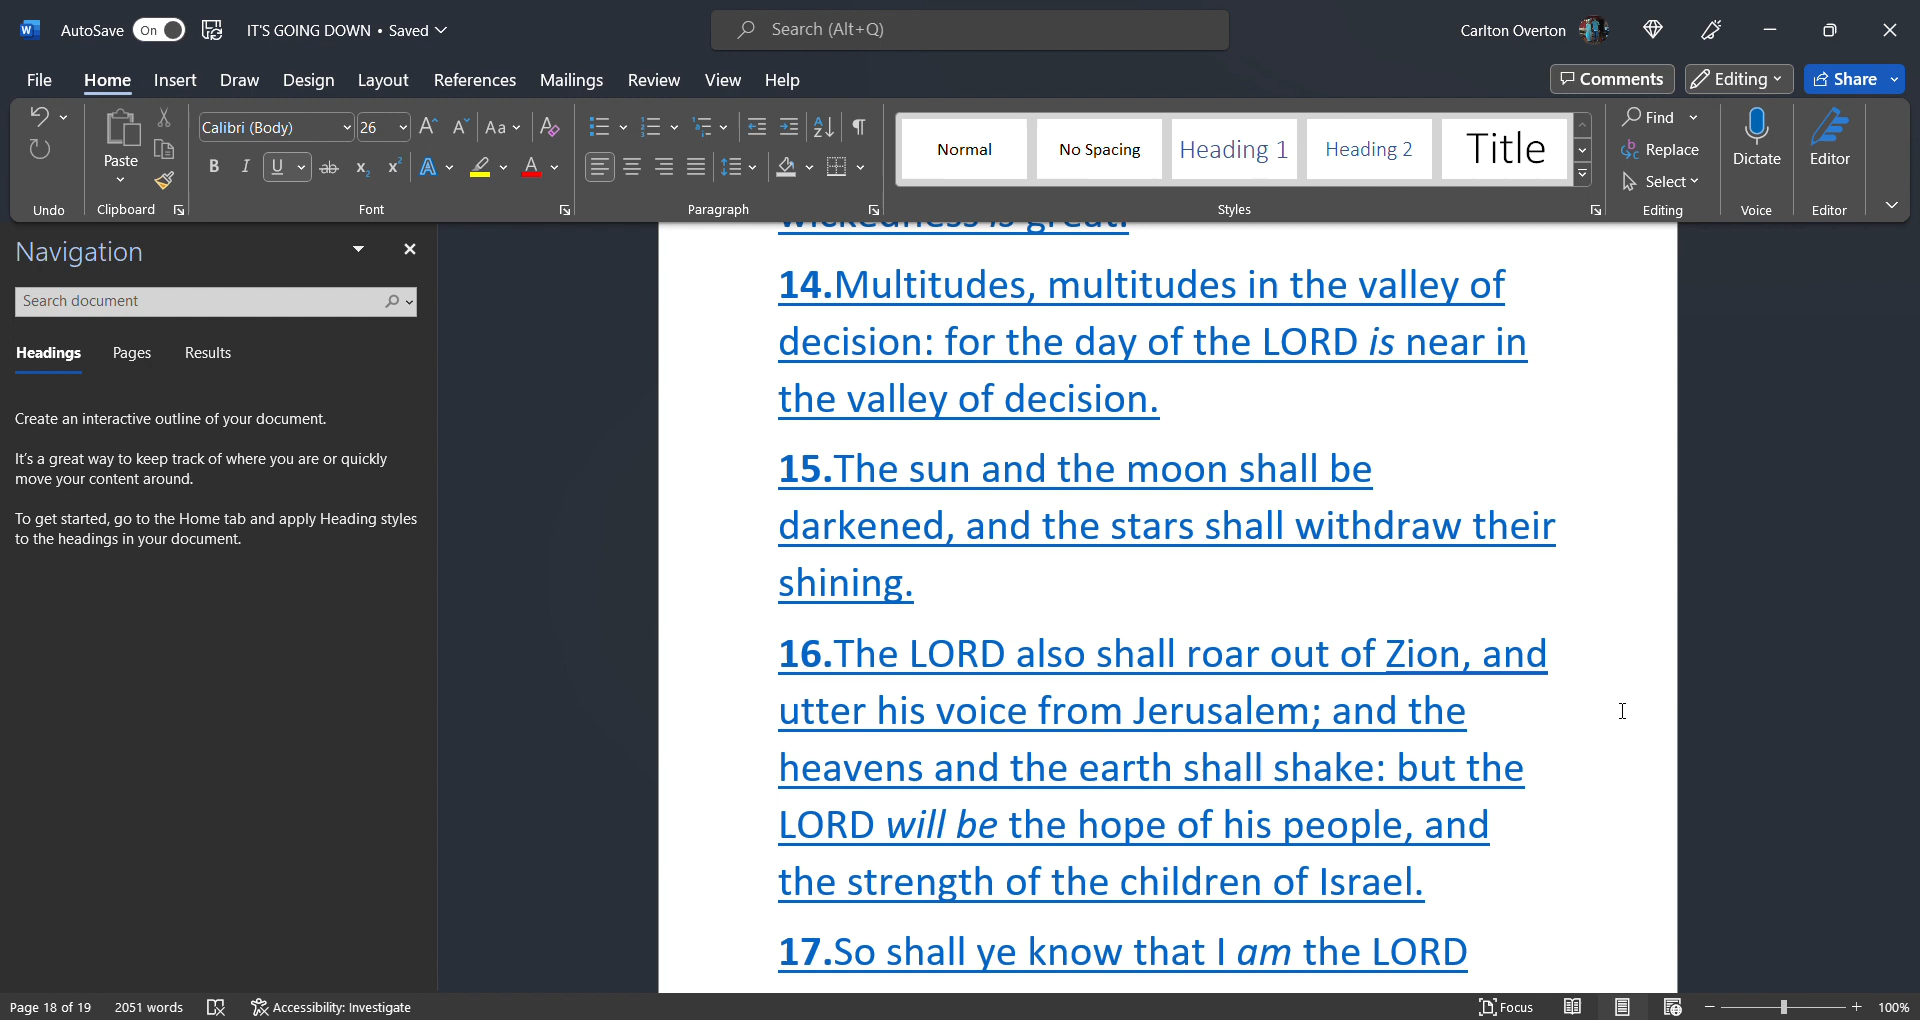 AutoSave On IT'S GOING DOWN • Saved Search (Alt+Q) Carlton Overton
File Home Insert Draw Design Layout References Mailings Review View Help Comments Editing Share
Paste Calibri (Body) 26 Aa Normal No Spacing Heading 1 Heading 2 Title Find Replace Select Dictate Editor
B I U ab x₂ x² A A
Undo Clipboard Font Paragraph Styles Editing Voice Editor
Navigation
Search document
Headings Pages Results
Create an interactive outline of your document.
It's a great way to keep track of where you are or quickly
move your content around.
To get started, go to the Home tab and apply Heading styles
to the headings in your document.
wickedness is great.
14.Multitudes, multitudes in the valley of
decision: for the day of the LORD is near in
the valley of decision.
15.The sun and the moon shall be
darkened, and the stars shall withdraw their
shining.
16.The LORD also shall roar out of Zion, and
utter his voice from Jerusalem; and the
heavens and the earth shall shake: but the
LORD will be the hope of his people, and
the strength of the children of Israel.
17.So shall ye know that I am the LORD
Page 18 of 19 2051 words Accessibility: Investigate Focus 100%